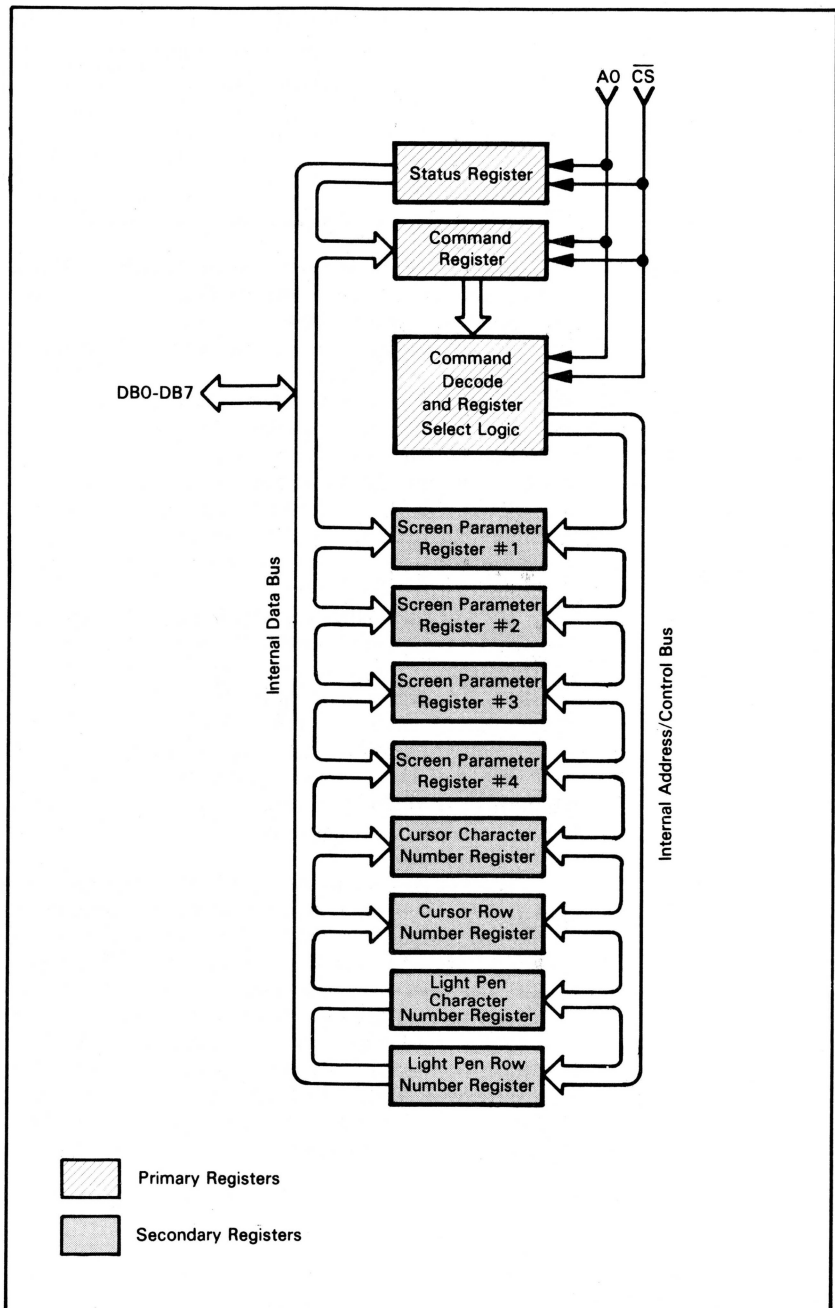 A0 C̅S̅
Status Register
Command
Register
Command
Decode
and Register
Select Logic
DB0-DB7
Internal Data Bus
Internal Address/Control Bus
Screen Parameter
Register #1
Screen Parameter
Register #2
Screen Parameter
Register #3
Screen Parameter
Register #4
Cursor Character
Number Register
Cursor Row
Number Register
Light Pen
Character
Number Register
Light Pen Row
Number Register
Primary Registers
Secondary Registers